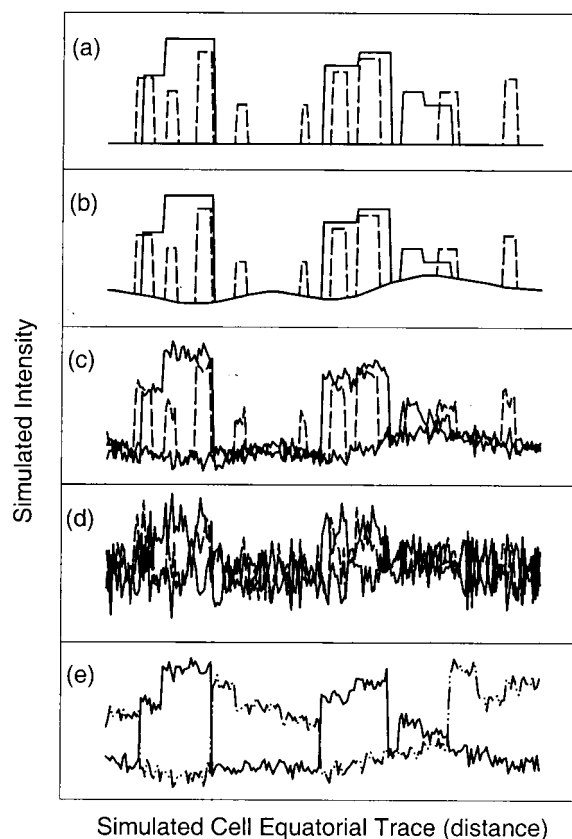 (a)
(b)
(c)
(d)
(e)
Simulated Intensity
Simulated Cell Equatorial Trace (distance)